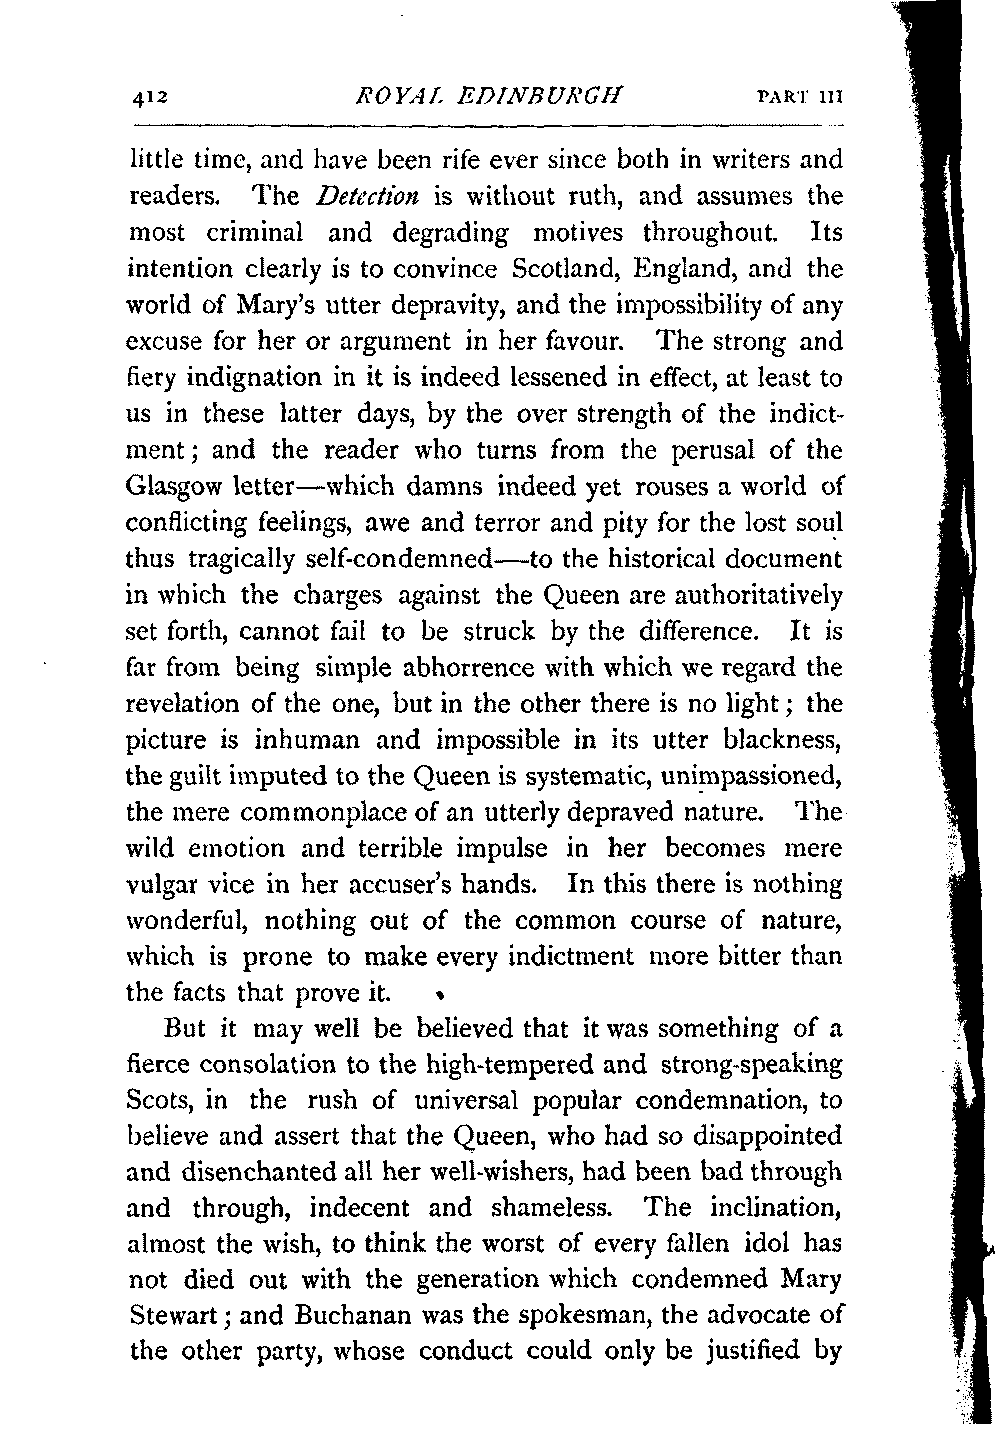 412 ROYAL EDINBURGH PART III
little time, and have been rife ever since both in writers and
readers. The Detection is without ruth, and assumes the
most criminal and degrading motives throughout. Its
intention clearly is to convince Scotland, England, and the
world of Mary's utter depravity, and the impossibility of any
excuse for her or argument in her favour. The strong and
fiery indignation in it is indeed lessened in effect, at least to
us in these latter days, by the over strength of the indict-
ment; and the reader who turns from the perusal of the
Glasgow letter—which damns indeed yet rouses a world of
conflicting feelings, awe and terror and pity for the lost soul
thus tragically self-condemned—to the historical document
in which the charges against the Queen are authoritatively
set forth, cannot fail to be struck by the difference. It is
far from being simple abhorrence with which we regard the
revelation of the one, but in the other there is no light; the
picture is inhuman and impossible in its utter blackness,
the guilt imputed to the Queen is systematic, unimpassioned,
the mere commonplace of an utterly depraved nature. The
wild emotion and terrible impulse in her becomes mere
vulgar vice in her accuser's hands. In this there is nothing
wonderful, nothing out of the common course of nature,
which is prone to make every indictment more bitter than
the facts that prove it.
But it may well be believed that it was something of a
fierce consolation to the high-tempered and strong-speaking
Scots, in the rush of universal popular condemnation, to
believe and assert that the Queen, who had so disappointed
and disenchanted all her well-wishers, had been bad through
and through, indecent and shameless. The inclination,
almost the wish, to think the worst of every fallen idol has
not died out with the generation which condemned Mary
Stewart; and Buchanan was the spokesman, the advocate of
the other party, whose conduct could only be justified by